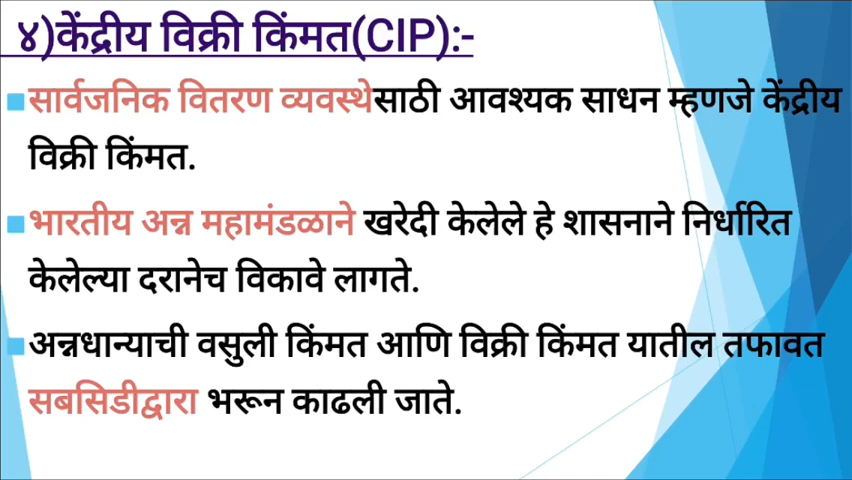 ४)केंद्रीय विक्री किंमत(CIP):-
सार्वजनिक वितरण व्यवस्थेसाठी आवश्यक साधन म्हणजे केंद्रीय
विक्री किंमत.
भारतीय अन्न महामंडळाने खरेदी केलेले हे शासनाने निर्धारित
केलेल्या दरानेच विकावे लागते.
अन्नधान्याची वसुली किंमत आणि विक्री किंमत यातील तफावत
सबसिडीद्वारा भरून काढली जाते.